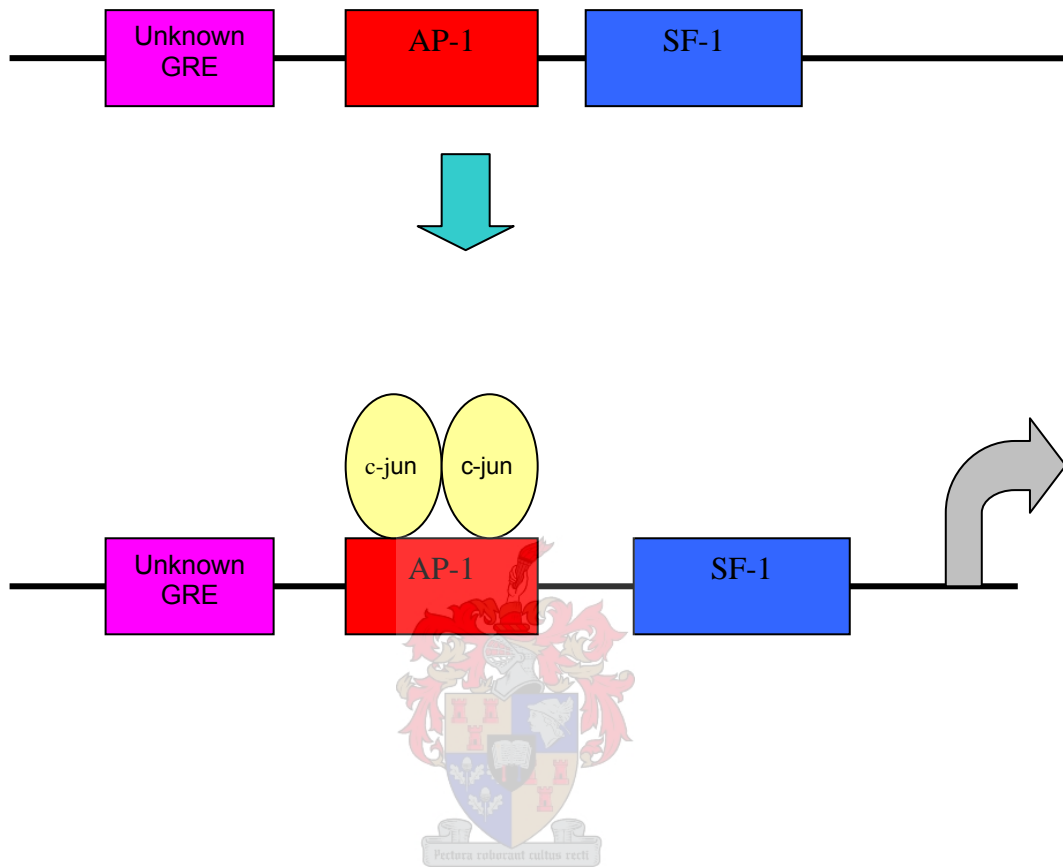 Unknown
GRE
AP-1
SF-1
c-jun
c-jun
Unknown
GRE
AP-1
SF-1
Pectora roborant cultus recti